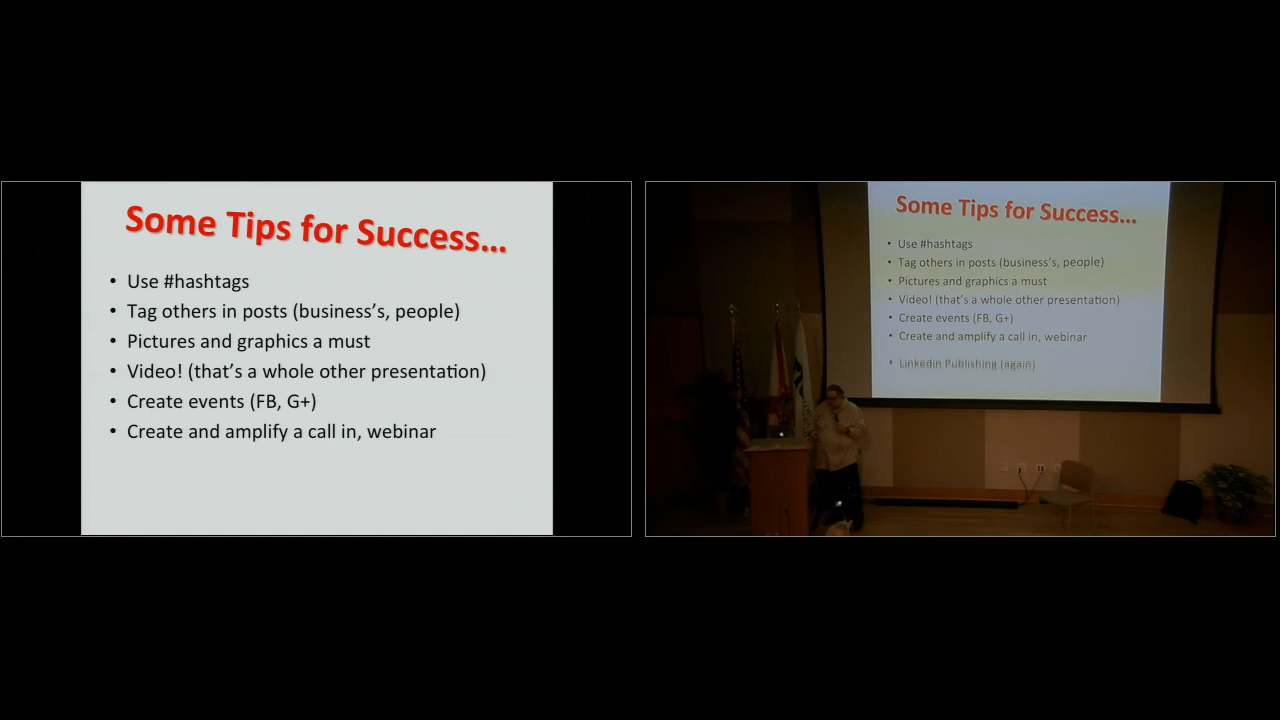 Some Tips for Success...
• Use #hashtags
• Tag others in posts (business's, people)
• Pictures and graphics a must
• Video! (that's a whole other presentation)
• Create events (FB, G+)
• Create and amplify a call in, webinar
Some Tips for Success...
• Use #hashtags
• Tag others in posts (business's, people)
• Pictures and graphics a must
• Video! (that's a whole other presentation)
• Create events (FB, G+)
• Create and amplify a call in, webinar
• Linkedin Publishing (again)